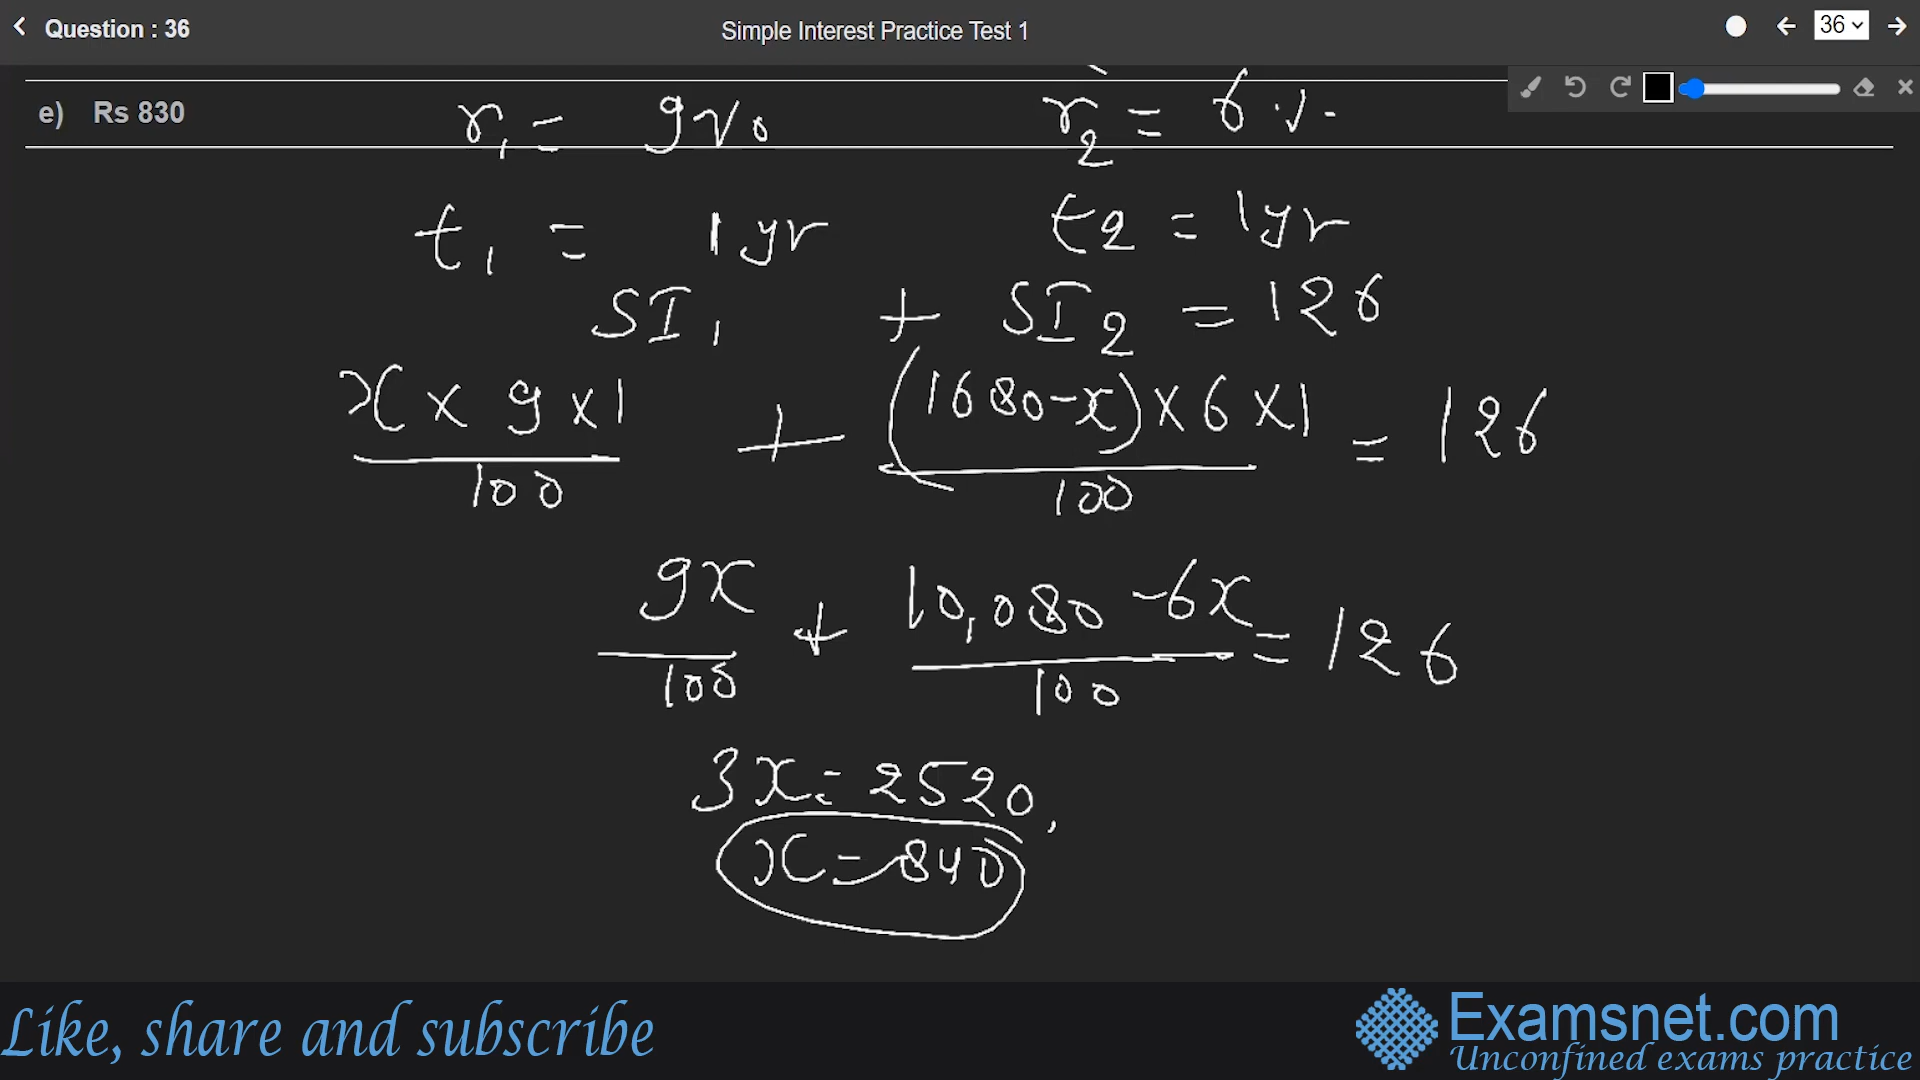 Question : 36
Simple Interest Practice Test 1
36
e) Rs 830
r₁ = 9%
r₂ = 6%
t₁ = 1yr
t₂ = 1yr
SI₁ + SI₂ = 126
x × 9 × 1 / 100 + (1680 - x) × 6 × 1 / 100 = 126
9x / 100 + 10,080 - 6x / 100 = 126
3x = 2520,
x = 840
Like, share and subscribe
Examsnet.com
Unconfined exams practice